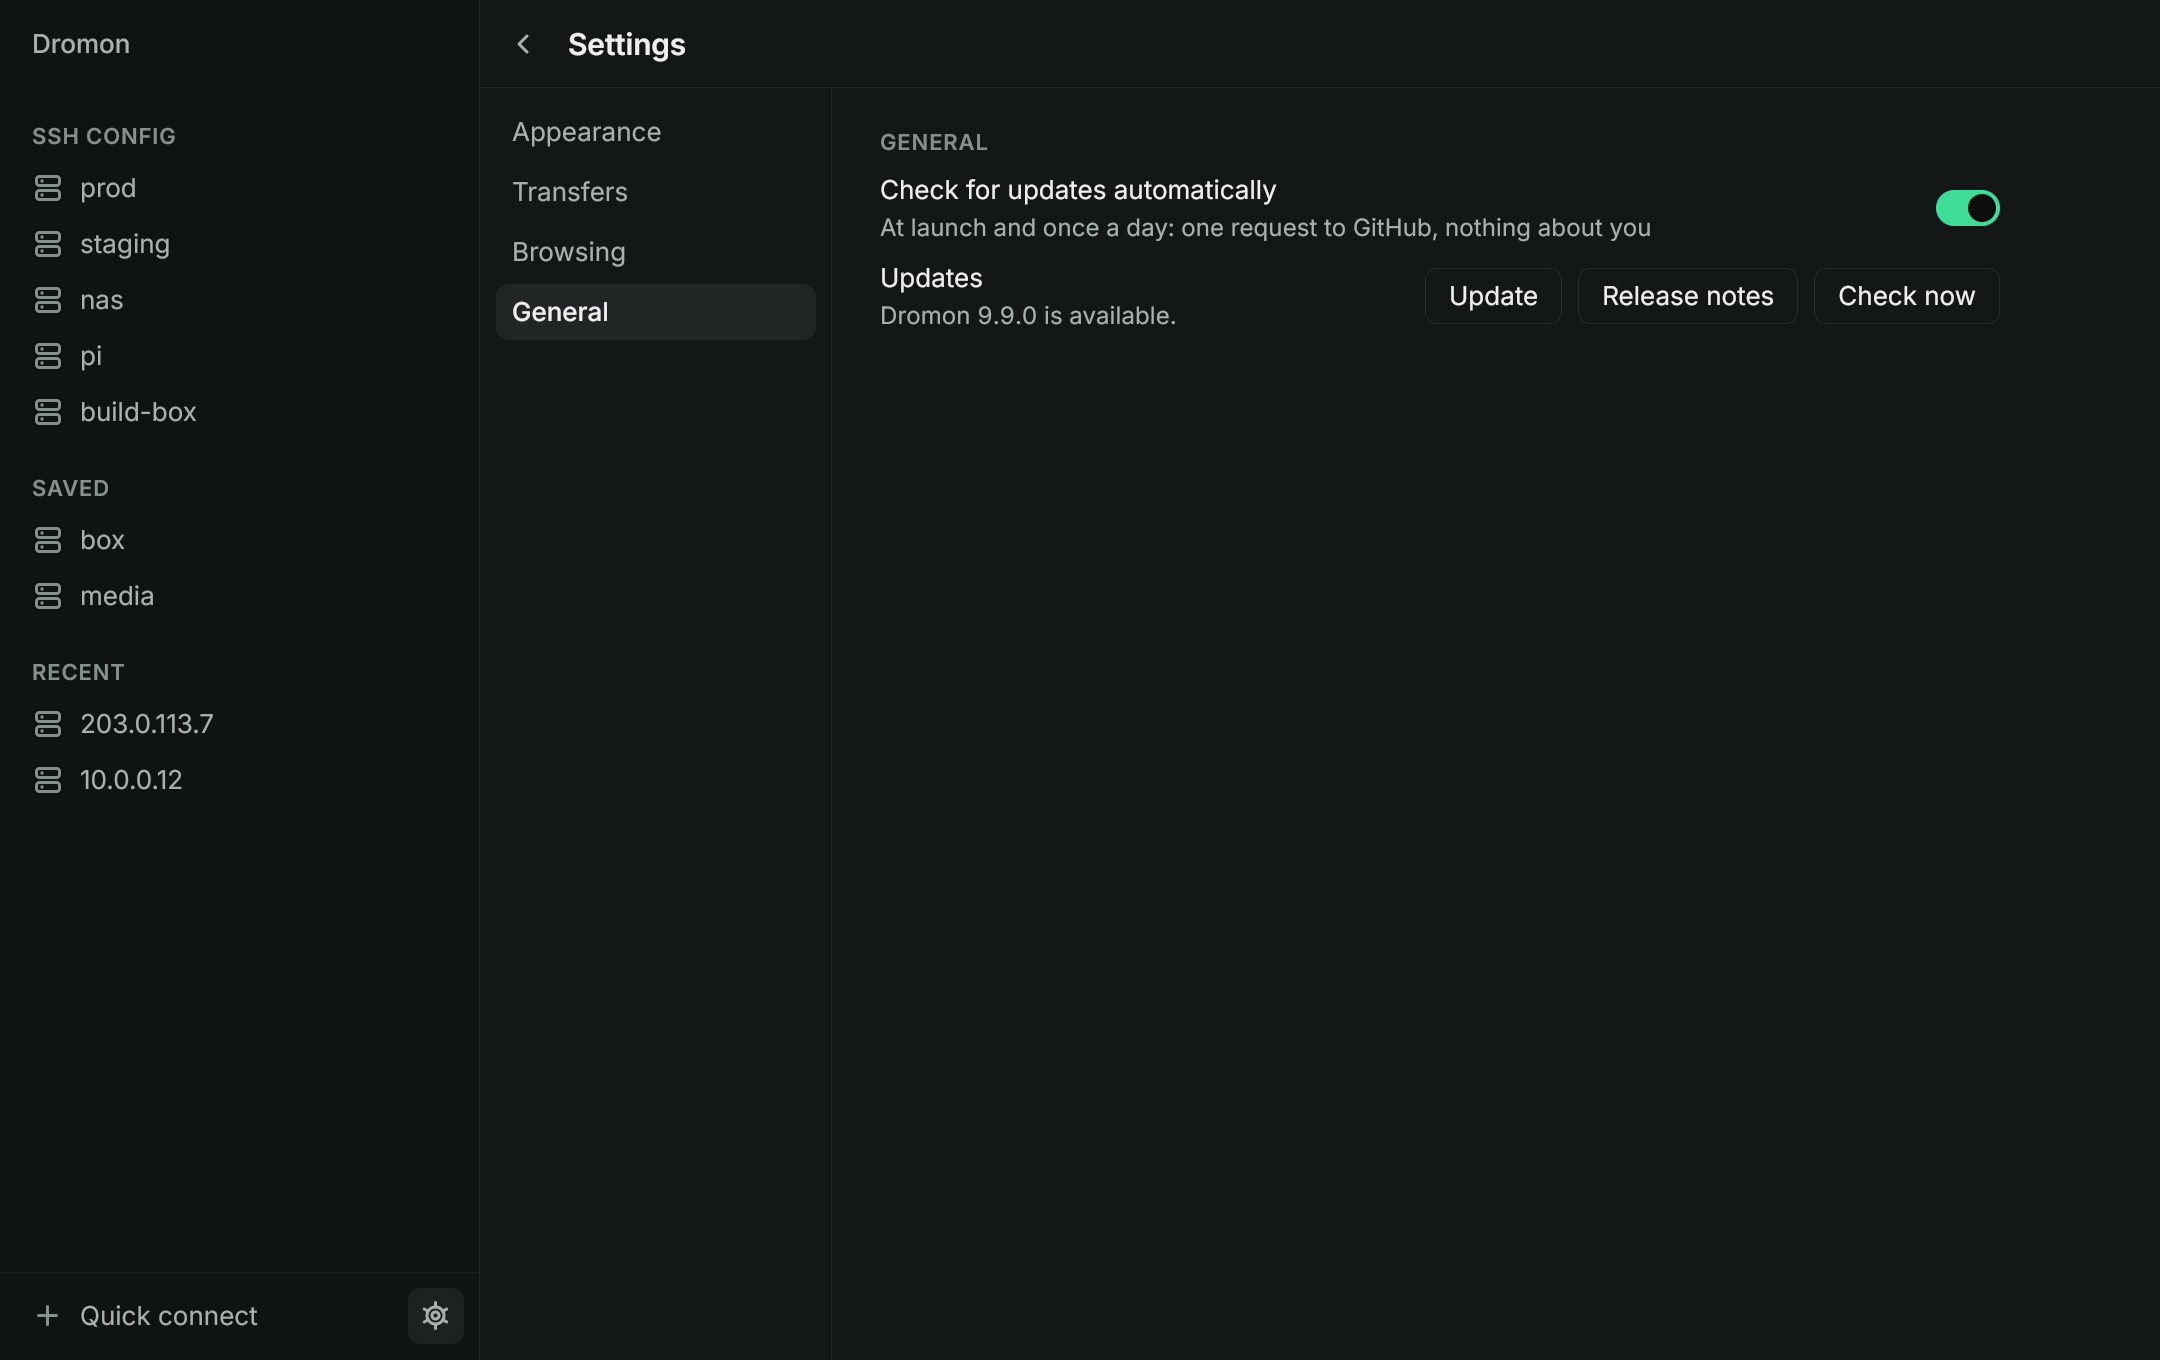 Dromon
SSH CONFIG
prod
staging
nas
pi
build-box
SAVED
box
media
RECENT
203.0.113.7
10.0.0.12
Quick connect
Settings
Appearance
Transfers
Browsing
General
GENERAL
Check for updates automatically
At launch and once a day: one request to GitHub, nothing about you
Updates
Dromon 9.9.0 is available.
Update
Release notes
Check now